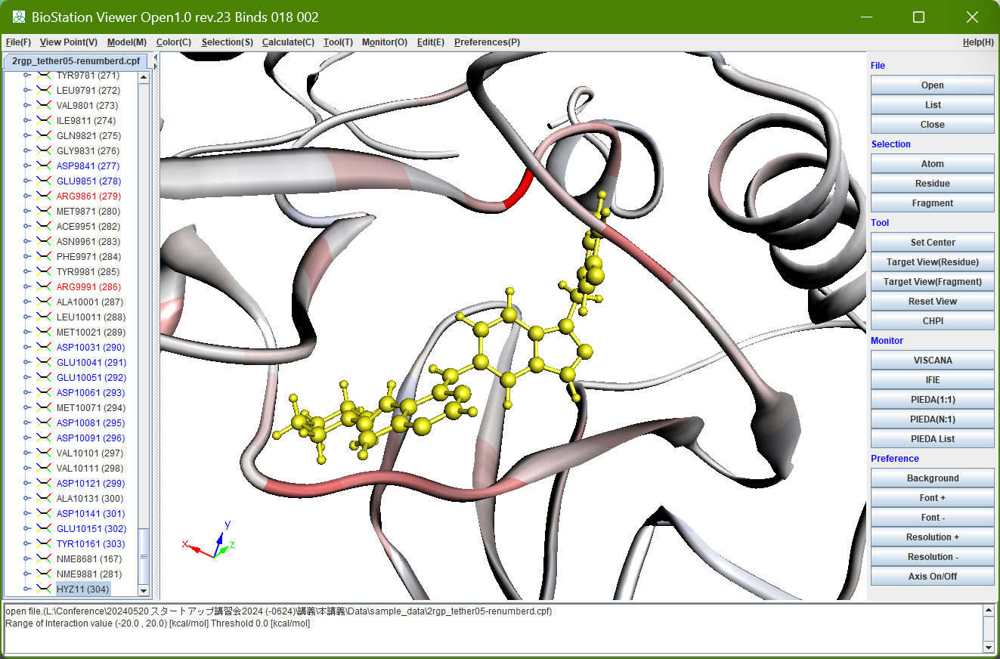 BioStation Viewer Open1.0 rev.23 Binds 018 002
File(F) View Point(V) Model(M) Color(C) Selection(S) Calculate(C) Tool(T) Monitor(O) Edit(E) Preferences(P) Help(H)
2rgp_tether05-renumberd.cpf
TYR9781 (271)
LEU9791 (272)
VAL9801 (273)
ILE9811 (274)
GLN9821 (275)
GLY9831 (276)
ASP9841 (277)
GLU9851 (278)
ARG9861 (279)
MET9871 (280)
ACE9951 (282)
ASN9961 (283)
PHE9971 (284)
TYR9981 (285)
ARG9991 (286)
ALA10001 (287)
LEU10011 (288)
MET10021 (289)
ASP10031 (290)
GLU10041 (291)
GLU10051 (292)
ASP10061 (293)
MET10071 (294)
ASP10081 (295)
ASP10091 (296)
VAL10101 (297)
VAL10111 (298)
ASP10121 (299)
ALA10131 (300)
ASP10141 (301)
GLU10151 (302)
TYR10161 (303)
NME8681 (167)
NME9881 (281)
HYZ11 (304)
x
y
z
File
Open
List
Close
Selection
Atom
Residue
Fragment
Tool
Set Center
Target View(Residue)
Target View(Fragment)
Reset View
CHPI
Monitor
VISCANA
IFIE
PIEDA(1:1)
PIEDA(N:1)
PIEDA List
Preference
Background
Font +
Font -
Resolution +
Resolution -
Axis On/Off
open file.(L:\Conference\20240520 スタートアップ講習会2024 (-0624)\講義\本講義\Data\sample_data\2rgp_tether05-renumberd.cpf)
Range of Interaction value (-20.0 , 20.0) [kcal/mol] Threshold 0.0 [kcal/mol]